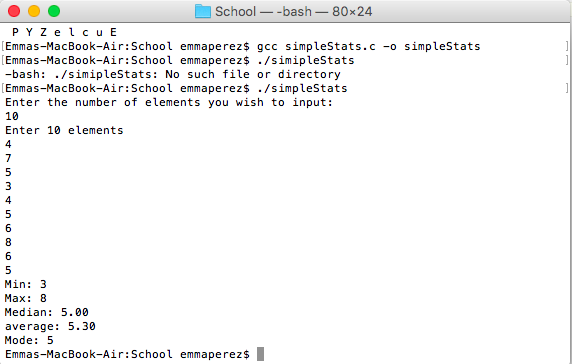 School — -bash — 80×24
P Y Z e l c u E
[Emmas-MacBook-Air:School emmaperez$ gcc simpleStats.c -o simpleStats ]
[Emmas-MacBook-Air:School emmaperez$ ./simipleStats ]
-bash: ./simipleStats: No such file or directory
[Emmas-MacBook-Air:School emmaperez$ ./simpleStats ]
Enter the number of elements you wish to input:
10
Enter 10 elements
4
7
5
3
4
5
6
8
6
5
Min: 3
Max: 8
Median: 5.00
average: 5.30
Mode: 5
Emmas-MacBook-Air:School emmaperez$